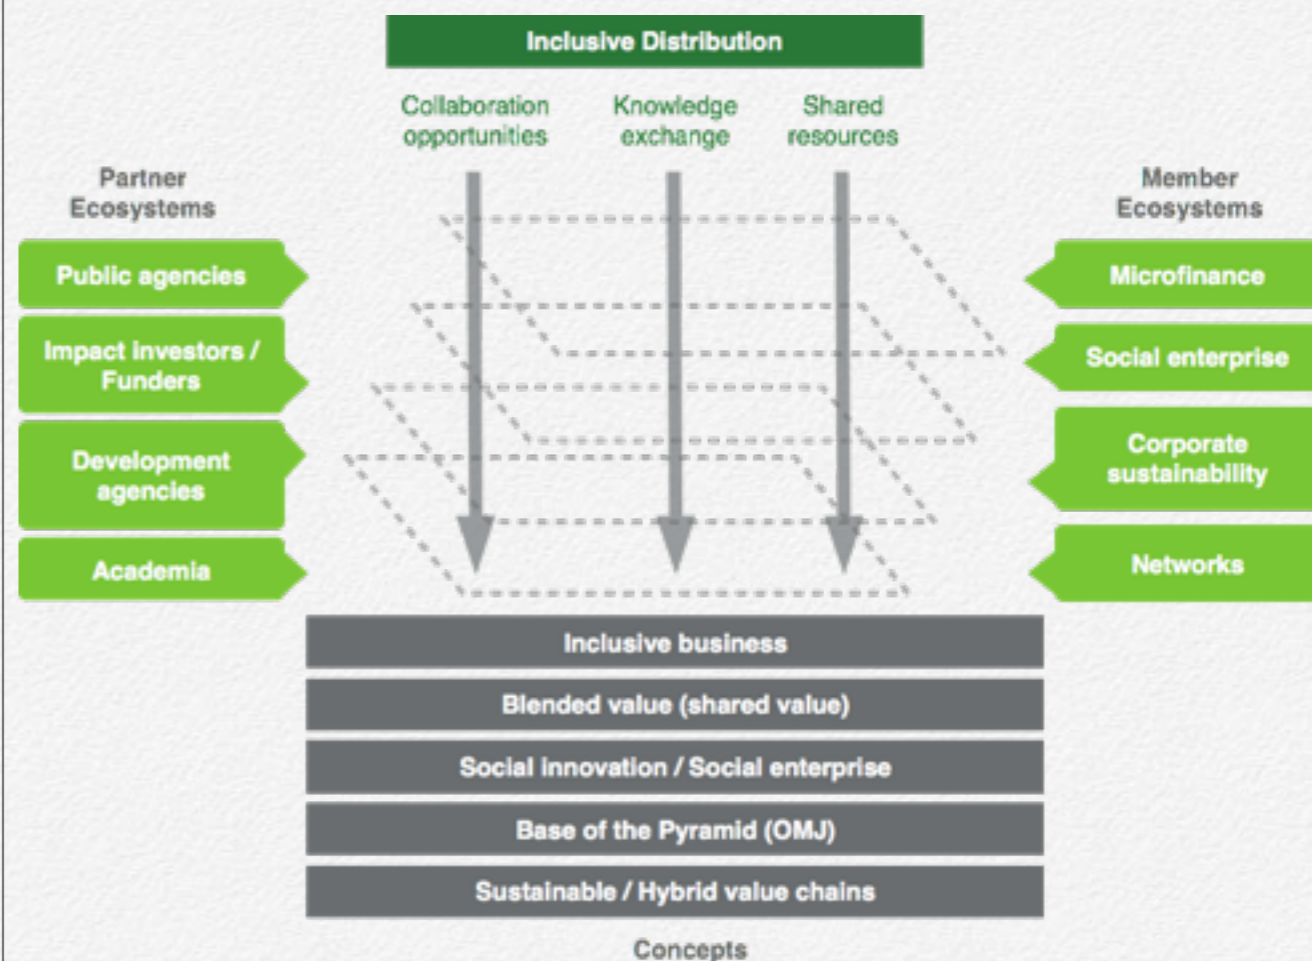 Inclusive Distribution
Collaboration
opportunities
Knowledge
exchange
Shared
resources
Partner
Ecosystems
Public agencies
Impact investors /
Funders
Development
agencies
Academia
Member
Ecosystems
Microfinance
Social enterprise
Corporate
sustainability
Networks
Inclusive business
Blended value (shared value)
Social innovation / Social enterprise
Base of the Pyramid (OMJ)
Sustainable / Hybrid value chains
Concepts